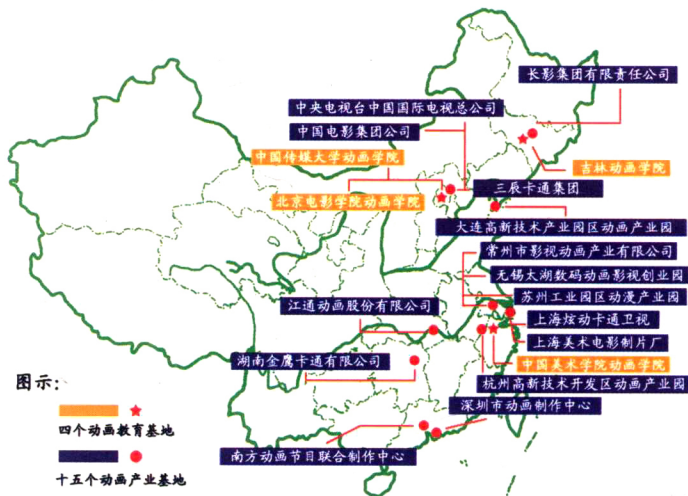 长影集团有限责任公司
中央电视台中国国际电视总公司
中国电影集团公司
中国传媒大学动画学院
吉林动画学院
三辰卡通集团
北京电影学院动画学院
大连高新技术产业园区动画产业园
常州市影视动画产业有限公司
无锡太湖数码动画影视创业园
苏州工业园区动漫产业园
江通动画股份有限公司
上海炫动卡通卫视
上海美术电影制片厂
湖南金鹰卡通有限公司
中国美术学院动画学院
杭州高新技术开发区动画产业园
深圳市动画制作中心
南方动画节目联合制作中心
图示:
四个动画教育基地
十五个动画产业基地